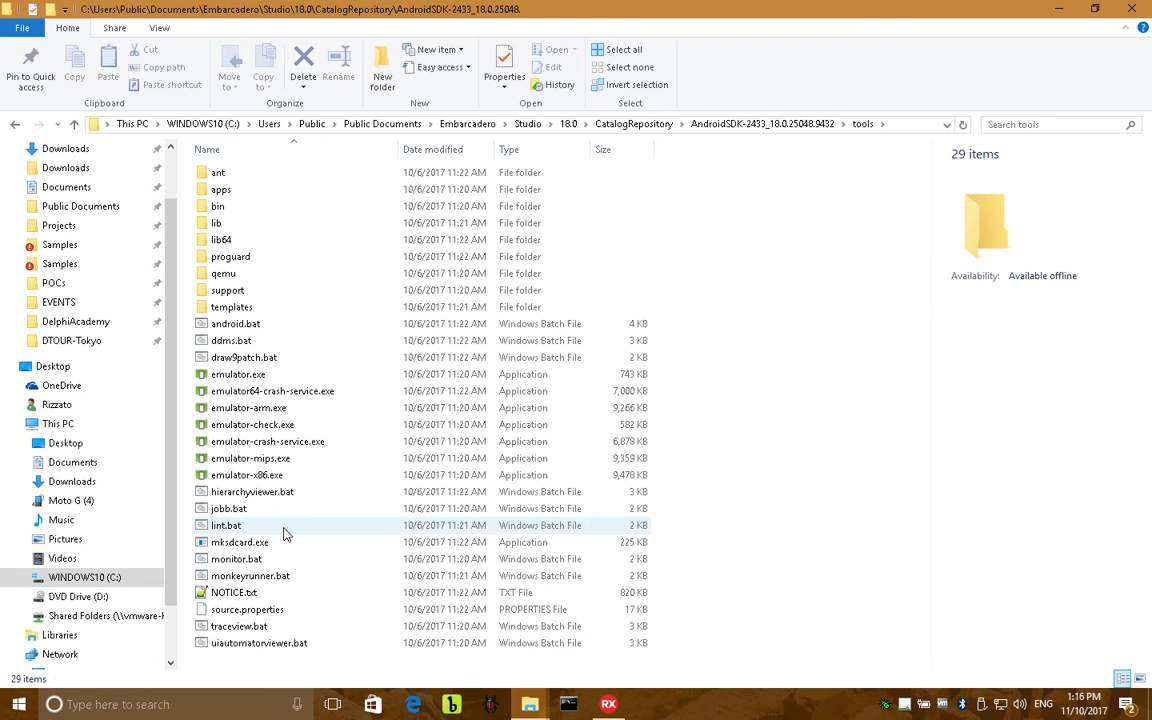 C:\Users\Public\Documents\Embarcadero\Studio\18.0\CatalogRepository\AndroidSDK-2433_18.0.25048.
File Home Share View
Pin to Quick access
Copy
Paste
Cut
Copy path
Paste shortcut
Clipboard
Move to
Copy to
Delete
Rename
Organize
New folder
New item
Easy access
New
Properties
Open
Edit
History
Open
Select all
Select none
Invert selection
Select
This PC WINDOWS10 (C:) Users Public Public Documents Embarcadero Studio 18.0 CatalogRepository AndroidSDK-2433_18.0.25048.9432 tools
Search tools
Downloads
Downloads
Documents
Public Documents
Projects
Samples
Samples
POCs
EVENTS
DelphiAcademy
DTOUR-Tokyo
Desktop
OneDrive
Rizzato
This PC
Desktop
Documents
Downloads
Moto G (4)
Music
Pictures
Videos
WINDOWS10 (C:)
DVD Drive (D:)
Shared Folders (\\vmware-H
Libraries
Network
Name Date modified Type Size
ant 10/6/2017 11:22 AM File folder
apps 10/6/2017 11:20 AM File folder
bin 10/6/2017 11:20 AM File folder
lib 10/6/2017 11:21 AM File folder
lib64 10/6/2017 11:22 AM File folder
proguard 10/6/2017 11:22 AM File folder
qemu 10/6/2017 11:20 AM File folder
support 10/6/2017 11:20 AM File folder
templates 10/6/2017 11:21 AM File folder
android.bat 10/6/2017 11:22 AM Windows Batch File 4 KB
ddms.bat 10/6/2017 11:22 AM Windows Batch File 3 KB
draw9patch.bat 10/6/2017 11:22 AM Windows Batch File 2 KB
emulator.exe 10/6/2017 11:20 AM Application 743 KB
emulator64-crash-service.exe 10/6/2017 11:22 AM Application 7,000 KB
emulator-arm.exe 10/6/2017 11:20 AM Application 9,266 KB
emulator-check.exe 10/6/2017 11:20 AM Application 582 KB
emulator-crash-service.exe 10/6/2017 11:20 AM Application 6,878 KB
emulator-mips.exe 10/6/2017 11:20 AM Application 9,359 KB
emulator-x86.exe 10/6/2017 11:20 AM Application 9,478 KB
hierarchyviewer.bat 10/6/2017 11:22 AM Windows Batch File 3 KB
jobb.bat 10/6/2017 11:20 AM Windows Batch File 2 KB
lint.bat 10/6/2017 11:21 AM Windows Batch File 2 KB
mksdcard.exe 10/6/2017 11:22 AM Application 225 KB
monitor.bat 10/6/2017 11:20 AM Windows Batch File 2 KB
monkeyrunner.bat 10/6/2017 11:21 AM Windows Batch File 2 KB
NOTICE.txt 10/6/2017 11:22 AM TXT File 820 KB
source.properties 10/6/2017 11:22 AM PROPERTIES File 17 KB
traceview.bat 10/6/2017 11:20 AM Windows Batch File 3 KB
uiautomatorviewer.bat 10/6/2017 11:20 AM Windows Batch File 3 KB
29 items
Availability: Available offline
29 items
Type here to search
RX
ENG
1:16 PM
11/10/2017
2